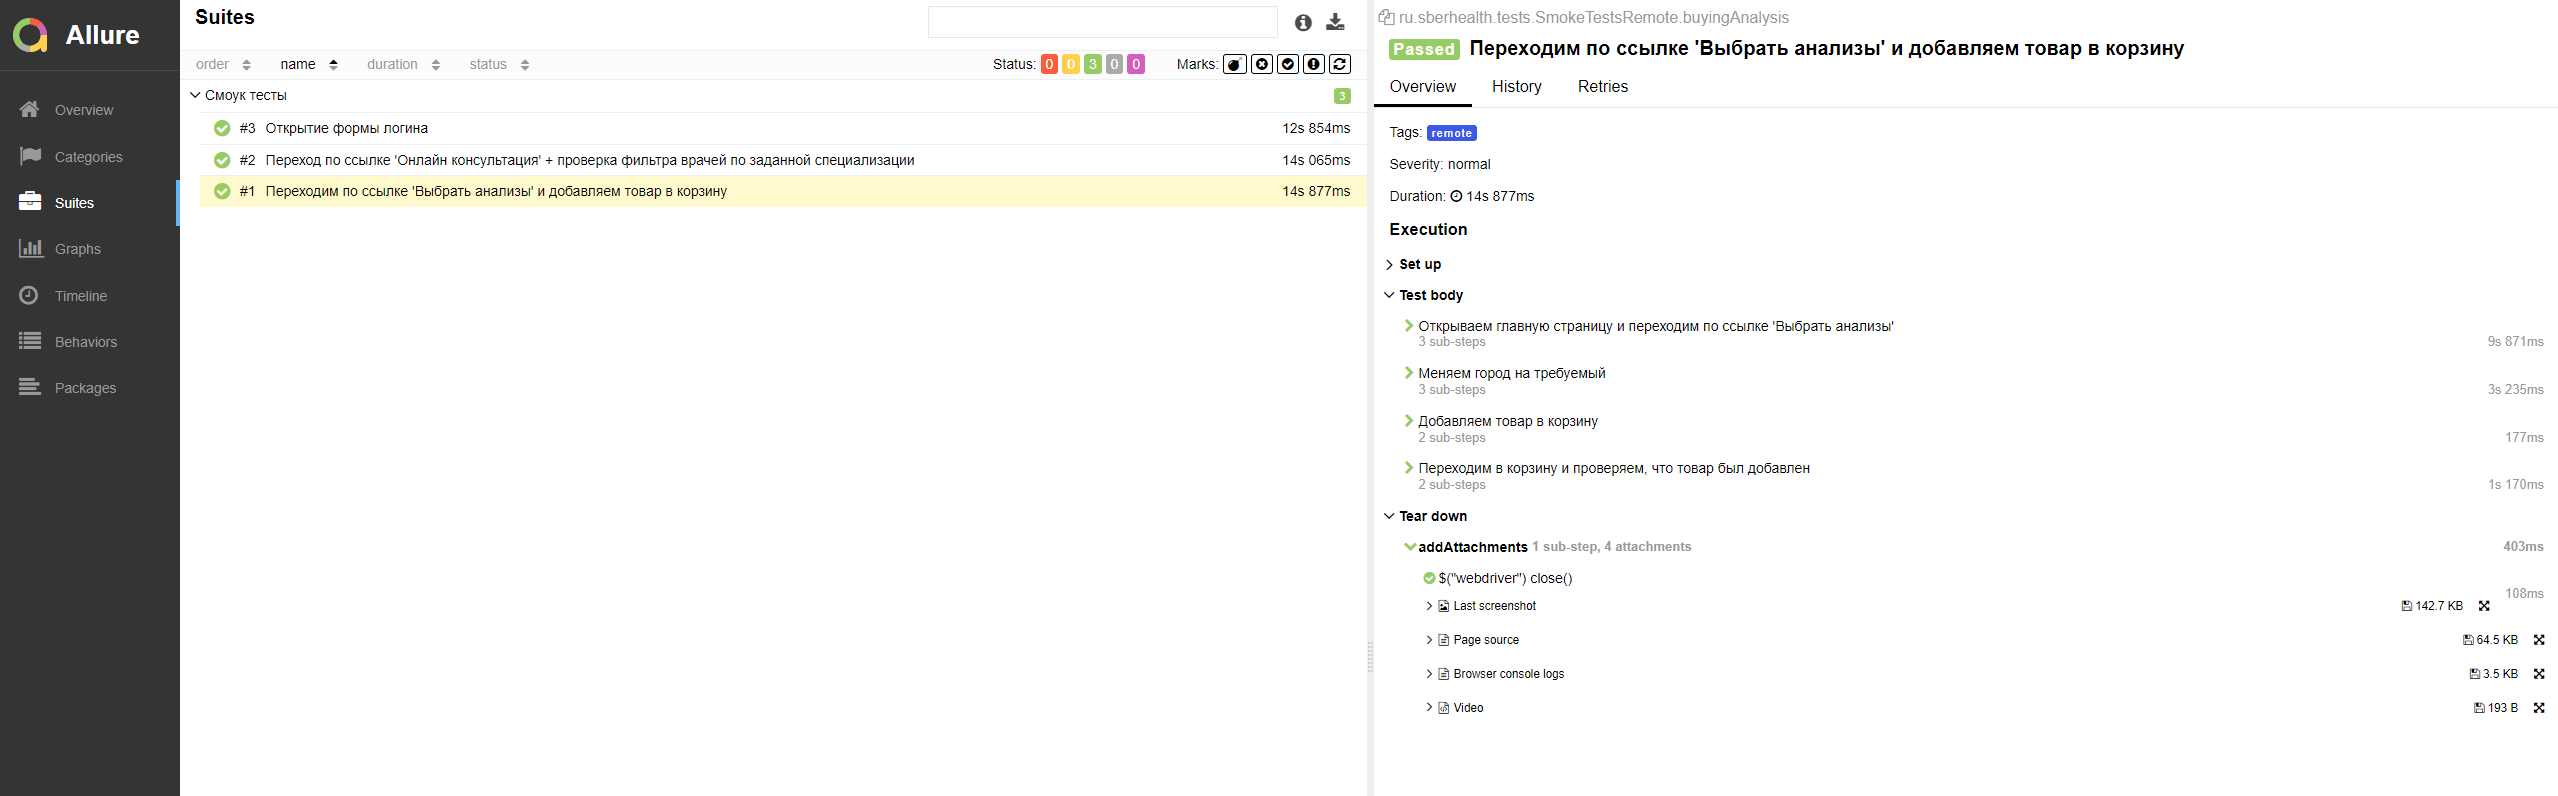 Allure
Overview
Categories
Suites
Graphs
Timeline
Behaviors
Packages
Suites
order name duration status Status: 0 0 3 0 0 Marks:
Смоук тесты 3
#3 Открытие формы логина 12s 854ms
#2 Переход по ссылке 'Онлайн консультация' + проверка фильтра врачей по заданной специализации 14s 065ms
#1 Переходим по ссылке 'Выбрать анализы' и добавляем товар в корзину 14s 877ms
ru.sberhealth.tests.SmokeTestsRemote.buyingAnalysis
Passed Переходим по ссылке 'Выбрать анализы' и добавляем товар в корзину
Overview History Retries
Tags: remote
Severity: normal
Duration: 14s 877ms
Execution
Set up
Test body
Открываем главную страницу и переходим по ссылке 'Выбрать анализы'
3 sub-steps 9s 871ms
Меняем город на требуемый
3 sub-steps 3s 235ms
Добавляем товар в корзину
2 sub-steps 177ms
Переходим в корзину и проверяем, что товар был добавлен
2 sub-steps 1s 170ms
Tear down
addAttachments 1 sub-step, 4 attachments 403ms
$("webdriver") close()
108ms
Last screenshot 142.7 KB
Page source 64.5 KB
Browser console logs 3.5 KB
Video 193 B